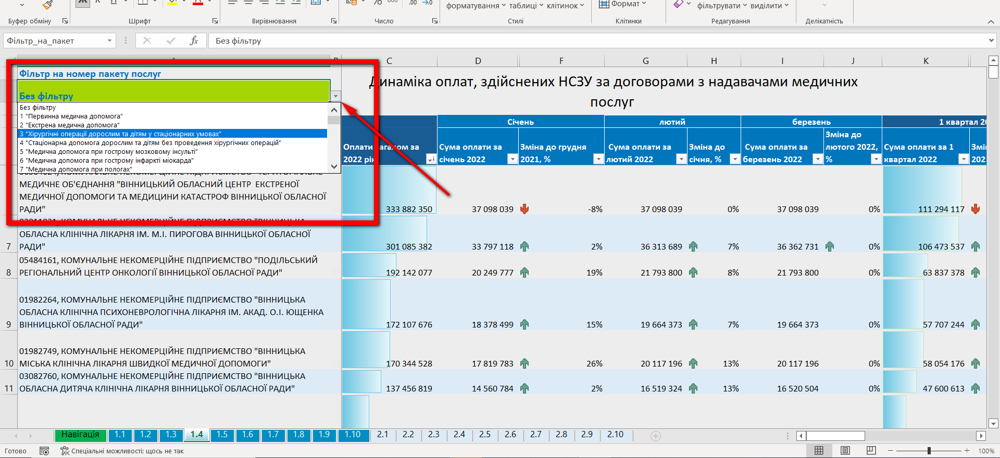 форматування таблиці клітинок Формат фільтрувати виділити
Буфер обміну Шрифт Вирівнювання Число Стилі Клітинки Редагування Делікатність
Фільтр_на_пакет fx Без фільтру
C D F G H I J K
Фільтр на номер пакету послуг
Динаміка оплат, здійснених НСЗУ за договорами з надавачами медичних
послуг
Без фільтру
Без фільтру
1 "Первинна медична допомога"
2 "Екстрена медична допомога"
3 "Хірургічні операції дорослим та дітям у стаціонарних умовах"
4 "Стаціонарна допомога дорослим та дітям без проведення хірургічних операцій"
5 "Медична допомога при гострому мозковому інсульті"
6 "Медична допомога при гострому інфаркті міокарда"
7 "Медична допомога при пологах"
Січень лютий березень 1 квартал 20
Оплати загалом за
2022 рік
Сума оплати за
січень 2022
Зміна до грудня
2021, %
Сума оплати за
лютий 2022
Зміна до
січня, %
Сума оплати за
березень 2022
Зміна до
лютого 2022,
%
Сума оплати за 1
квартал 2022
МЕДИЧНЕ ОБ'ЄДНАННЯ "ВІННИЦЬКИЙ ОБЛАСНИЙ ЦЕНТР ЕКСТРЕНОЇ
МЕДИЧНОЇ ДОПОМОГИ ТА МЕДИЦИНИ КАТАСТРОФ ВІННИЦЬКОЇ ОБЛАСНОЇ
РАДИ" 333 882 350 37 098 039 -8% 37 098 039 0% 37 098 039 0% 111 294 117
ОБЛАСНА КЛІНІЧНА ЛІКАРНЯ ІМ. М.І. ПИРОГОВА ВІННИЦЬКОЇ ОБЛАСНОЇ
7 РАДИ" 301 085 382 33 797 118 2% 36 313 689 7% 36 362 731 0% 106 473 537
05484161, КОМУНАЛЬНЕ НЕКОМЕРЦІЙНЕ ПІДПРИЄМСТВО "ПОДІЛЬСЬКИЙ
8 РЕГІОНАЛЬНИЙ ЦЕНТР ОНКОЛОГІЇ ВІННИЦЬКОЇ ОБЛАСНОЇ РАДИ" 192 142 077 20 249 777 19% 21 793 800 8% 21 793 800 0% 63 837 378
01982264, КОМУНАЛЬНЕ НЕКОМЕРЦІЙНЕ ПІДПРИЄМСТВО "ВІННИЦЬКА
ОБЛАСНА КЛІНІЧНА ПСИХОНЕВРОЛОГІЧНА ЛІКАРНЯ ІМ. АКАД. О.І. ЮЩЕНКА
9 ВІННИЦЬКОЇ ОБЛАСНОЇ РАДИ" 172 107 676 18 378 499 15% 19 664 373 7% 19 664 373 0% 57 707 244
01982749, КОМУНАЛЬНЕ НЕКОМЕРЦІЙНЕ ПІДПРИЄМСТВО "ВІННИЦЬКА
10 МІСЬКА КЛІНІЧНА ЛІКАРНЯ ШВИДКОЇ МЕДИЧНОЇ ДОПОМОГИ" 170 344 528 17 819 783 26% 20 117 196 13% 20 117 196 0% 58 054 176
03082760, КОМУНАЛЬНЕ НЕКОМЕРЦІЙНЕ ПІДПРИЄМСТВО "ВІННИЦЬКА
11 ОБЛАСНА ДИТЯЧА КЛІНІЧНА ЛІКАРНЯ ВІННИЦЬКОЇ ОБЛАСНОЇ РАДИ" 137 456 819 14 560 784 2% 16 519 324 13% 16 520 504 0% 47 600 613
Навігація 1.1 1.2 1.3 1.4 1.5 1.6 1.7 1.8 1.9 1.10 2.1 2.2 2.3 2.4 2.5 2.6 2.7 2.8 2.9 2.10
Готово Спеціальні можливості: щось не так 100%